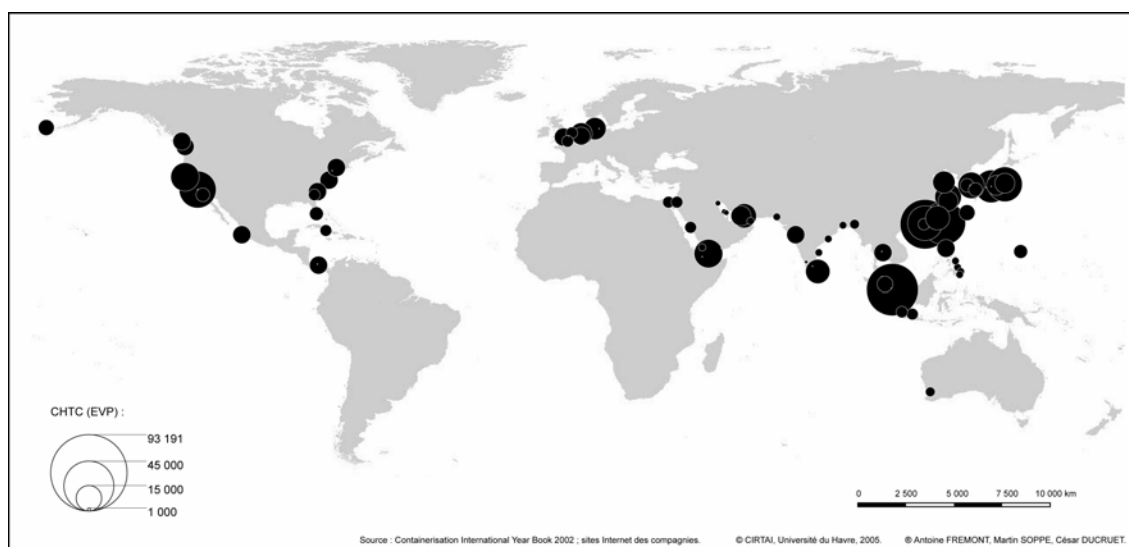 CHTC (EVP) :
93 191
45 000
15 000
1 000
0 2 500 5 000 7 500 10 000 km
Source : Containerisation International Year Book 2002 ; sites Internet des compagnies. © CIRTAI, Université du Havre, 2005. ® Antoine FREMONT, Martin SOPPE, César DUCRUET.